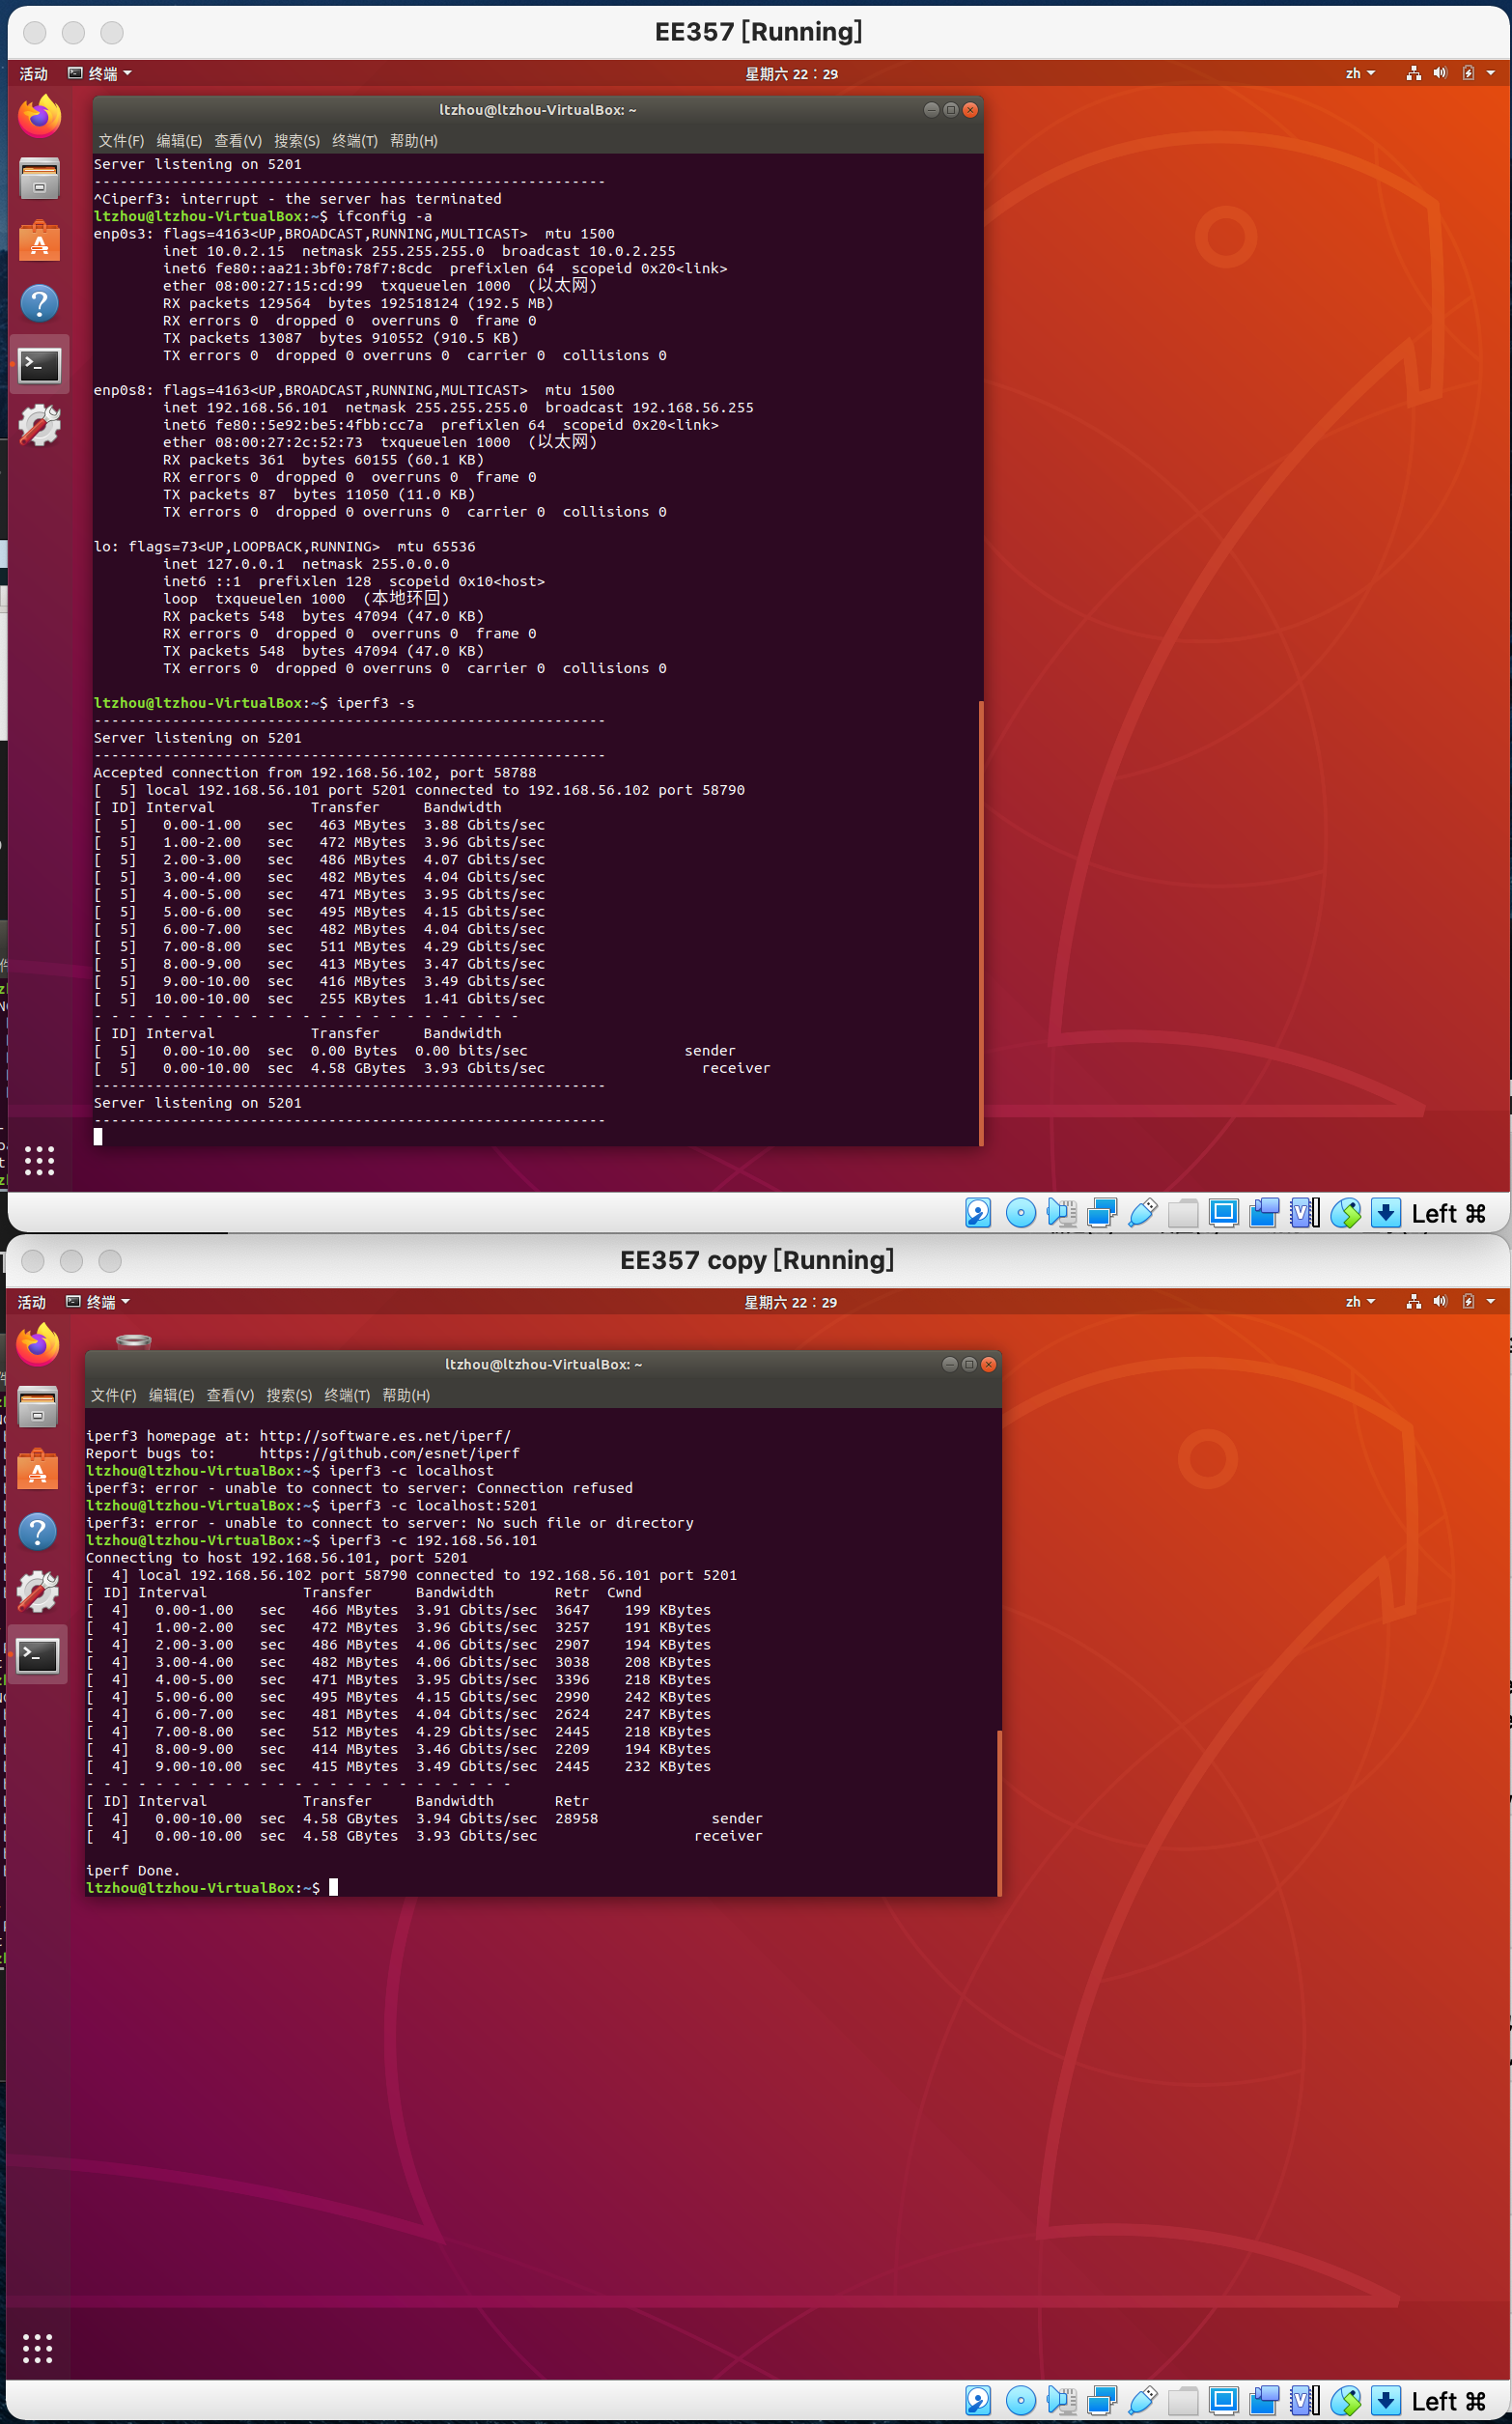 EE357 [Running]
活动 终端 星期六 22：29 zh
ltzhou@ltzhou-VirtualBox: ~
文件(F) 编辑(E) 查看(V) 搜索(S) 终端(T) 帮助(H)
Server listening on 5201
-----------------------------------------------------------
^Ciperf3: interrupt - the server has terminated
ltzhou@ltzhou-VirtualBox:~$ ifconfig -a
enp0s3: flags=4163<UP,BROADCAST,RUNNING,MULTICAST>  mtu 1500
        inet 10.0.2.15  netmask 255.255.255.0  broadcast 10.0.2.255
        inet6 fe80::aa21:3bf0:78f7:8cdc  prefixlen 64  scopeid 0x20<link>
        ether 08:00:27:15:cd:99  txqueuelen 1000  (以太网)
        RX packets 129564  bytes 192518124 (192.5 MB)
        RX errors 0  dropped 0  overruns 0  frame 0
        TX packets 13087  bytes 910552 (910.5 KB)
        TX errors 0  dropped 0 overruns 0  carrier 0  collisions 0
enp0s8: flags=4163<UP,BROADCAST,RUNNING,MULTICAST>  mtu 1500
        inet 192.168.56.101  netmask 255.255.255.0  broadcast 192.168.56.255
        inet6 fe80::5e92:be5:4fbb:cc7a  prefixlen 64  scopeid 0x20<link>
        ether 08:00:27:2c:52:73  txqueuelen 1000  (以太网)
        RX packets 361  bytes 60155 (60.1 KB)
        RX errors 0  dropped 0  overruns 0  frame 0
        TX packets 87  bytes 11050 (11.0 KB)
        TX errors 0  dropped 0 overruns 0  carrier 0  collisions 0
lo: flags=73<UP,LOOPBACK,RUNNING>  mtu 65536
        inet 127.0.0.1  netmask 255.0.0.0
        inet6 ::1  prefixlen 128  scopeid 0x10<host>
        loop  txqueuelen 1000  (本地环回)
        RX packets 548  bytes 47094 (47.0 KB)
        RX errors 0  dropped 0  overruns 0  frame 0
        TX packets 548  bytes 47094 (47.0 KB)
        TX errors 0  dropped 0 overruns 0  carrier 0  collisions 0
ltzhou@ltzhou-VirtualBox:~$ iperf3 -s
-----------------------------------------------------------
Server listening on 5201
-----------------------------------------------------------
Accepted connection from 192.168.56.102, port 58788
[  5] local 192.168.56.101 port 5201 connected to 192.168.56.102 port 58790
[ ID] Interval           Transfer     Bandwidth
[  5]   0.00-1.00   sec   463 MBytes  3.88 Gbits/sec
[  5]   1.00-2.00   sec   472 MBytes  3.96 Gbits/sec
[  5]   2.00-3.00   sec   486 MBytes  4.07 Gbits/sec
[  5]   3.00-4.00   sec   482 MBytes  4.04 Gbits/sec
[  5]   4.00-5.00   sec   471 MBytes  3.95 Gbits/sec
[  5]   5.00-6.00   sec   495 MBytes  4.15 Gbits/sec
[  5]   6.00-7.00   sec   482 MBytes  4.04 Gbits/sec
[  5]   7.00-8.00   sec   511 MBytes  4.29 Gbits/sec
[  5]   8.00-9.00   sec   413 MBytes  3.47 Gbits/sec
[  5]   9.00-10.00  sec   416 MBytes  3.49 Gbits/sec
[  5]  10.00-10.00  sec   255 KBytes  1.41 Gbits/sec
- - - - - - - - - - - - - - - - - - - - - - - - -
[ ID] Interval           Transfer     Bandwidth
[  5]   0.00-10.00  sec  0.00 Bytes  0.00 bits/sec                  sender
[  5]   0.00-10.00  sec  4.58 GBytes  3.93 Gbits/sec                  receiver
-----------------------------------------------------------
Server listening on 5201
-----------------------------------------------------------
Left ⌘
EE357 copy [Running]
活动 终端 星期六 22：29 zh
ltzhou@ltzhou-VirtualBox: ~
文件(F) 编辑(E) 查看(V) 搜索(S) 终端(T) 帮助(H)
iperf3 homepage at: http://software.es.net/iperf/
Report bugs to:     https://github.com/esnet/iperf
ltzhou@ltzhou-VirtualBox:~$ iperf3 -c localhost
iperf3: error - unable to connect to server: Connection refused
ltzhou@ltzhou-VirtualBox:~$ iperf3 -c localhost:5201
iperf3: error - unable to connect to server: No such file or directory
ltzhou@ltzhou-VirtualBox:~$ iperf3 -c 192.168.56.101
Connecting to host 192.168.56.101, port 5201
[  4] local 192.168.56.102 port 58790 connected to 192.168.56.101 port 5201
[ ID] Interval           Transfer     Bandwidth       Retr  Cwnd
[  4]   0.00-1.00   sec   466 MBytes  3.91 Gbits/sec  3647    199 KBytes
[  4]   1.00-2.00   sec   472 MBytes  3.96 Gbits/sec  3257    191 KBytes
[  4]   2.00-3.00   sec   486 MBytes  4.06 Gbits/sec  2907    194 KBytes
[  4]   3.00-4.00   sec   482 MBytes  4.06 Gbits/sec  3038    208 KBytes
[  4]   4.00-5.00   sec   471 MBytes  3.95 Gbits/sec  3396    218 KBytes
[  4]   5.00-6.00   sec   495 MBytes  4.15 Gbits/sec  2990    242 KBytes
[  4]   6.00-7.00   sec   481 MBytes  4.04 Gbits/sec  2624    247 KBytes
[  4]   7.00-8.00   sec   512 MBytes  4.29 Gbits/sec  2445    218 KBytes
[  4]   8.00-9.00   sec   414 MBytes  3.46 Gbits/sec  2209    194 KBytes
[  4]   9.00-10.00  sec   415 MBytes  3.49 Gbits/sec  2445    232 KBytes
- - - - - - - - - - - - - - - - - - - - - - - - -
[ ID] Interval           Transfer     Bandwidth       Retr
[  4]   0.00-10.00  sec  4.58 GBytes  3.94 Gbits/sec  28958             sender
[  4]   0.00-10.00  sec  4.58 GBytes  3.93 Gbits/sec                  receiver
iperf Done.
ltzhou@ltzhou-VirtualBox:~$
Left ⌘